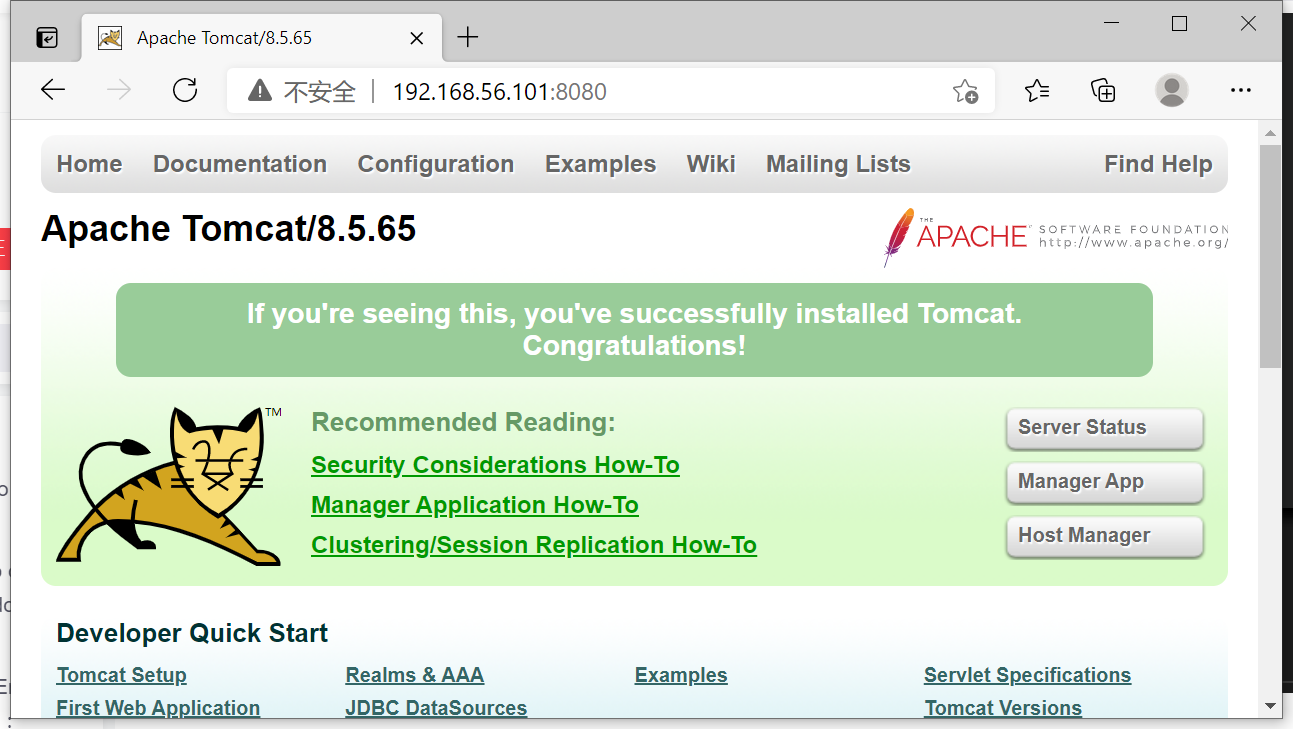 Apache Tomcat/8.5.65
不安全 192.168.56.101:8080
Home Documentation Configuration Examples Wiki Mailing Lists Find Help
Apache Tomcat/8.5.65
THE
APACHE SOFTWARE FOUNDATION
http://www.apache.org/
If you're seeing this, you've successfully installed Tomcat.
Congratulations!
TM
Recommended Reading:
Security Considerations How-To
Manager Application How-To
Clustering/Session Replication How-To
Server Status
Manager App
Host Manager
Developer Quick Start
Tomcat Setup Realms & AAA Examples Servlet Specifications
First Web Application JDBC DataSources Tomcat Versions